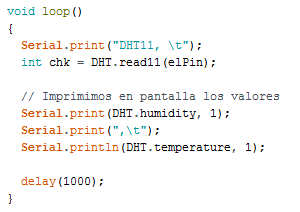 void loop()
{
  Serial.print("DHT11, \t");
  int chk = DHT.read11(elPin);

  // Imprimimos en pantalla los valores
  Serial.print(DHT.humidity, 1);
  Serial.print(",\t");
  Serial.println(DHT.temperature, 1);

  delay(1000);
}